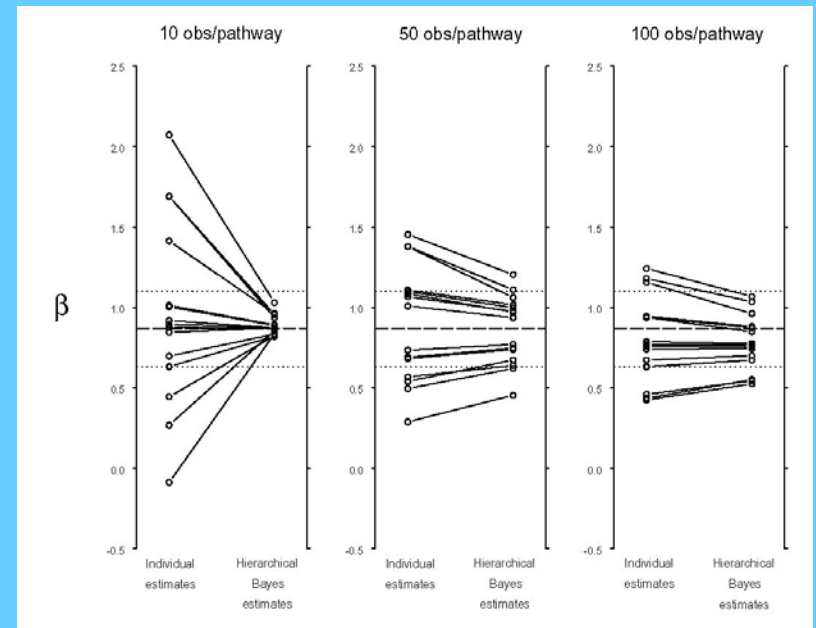 10 obs/pathway
50 obs/pathway
100 obs/pathway
β
2.5
2.0
1.5
1.0
0.5
0.0
-0.5
2.5
2.0
1.5
1.0
0.5
0.0
-0.5
2.5
2.0
1.5
1.0
0.5
0.0
-0.5
Individual
estimates
Hierarchical
Bayes
estimates
Individual
estimates
Hierarchical
Bayes
estimates
Individual
estimates
Hierarchical
Bayes
estimates